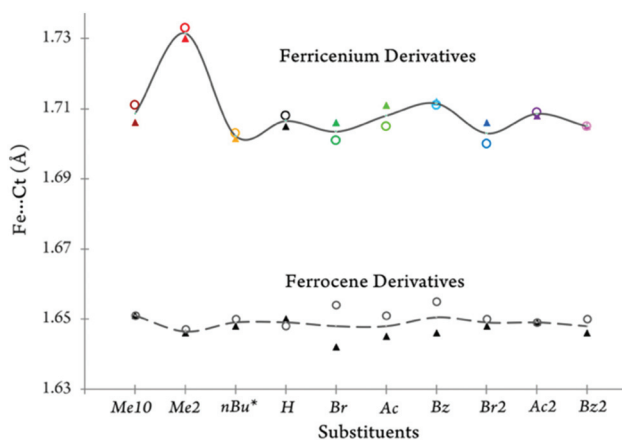 1.73
Ferricenium Derivatives
1.71
1.69
Fe···Ct (Å)
1.67
Ferrocene Derivatives
1.65
1.63
Me10 Me2 nBu* H Br Ac Bz Br2 Ac2 Bz2
Substituents